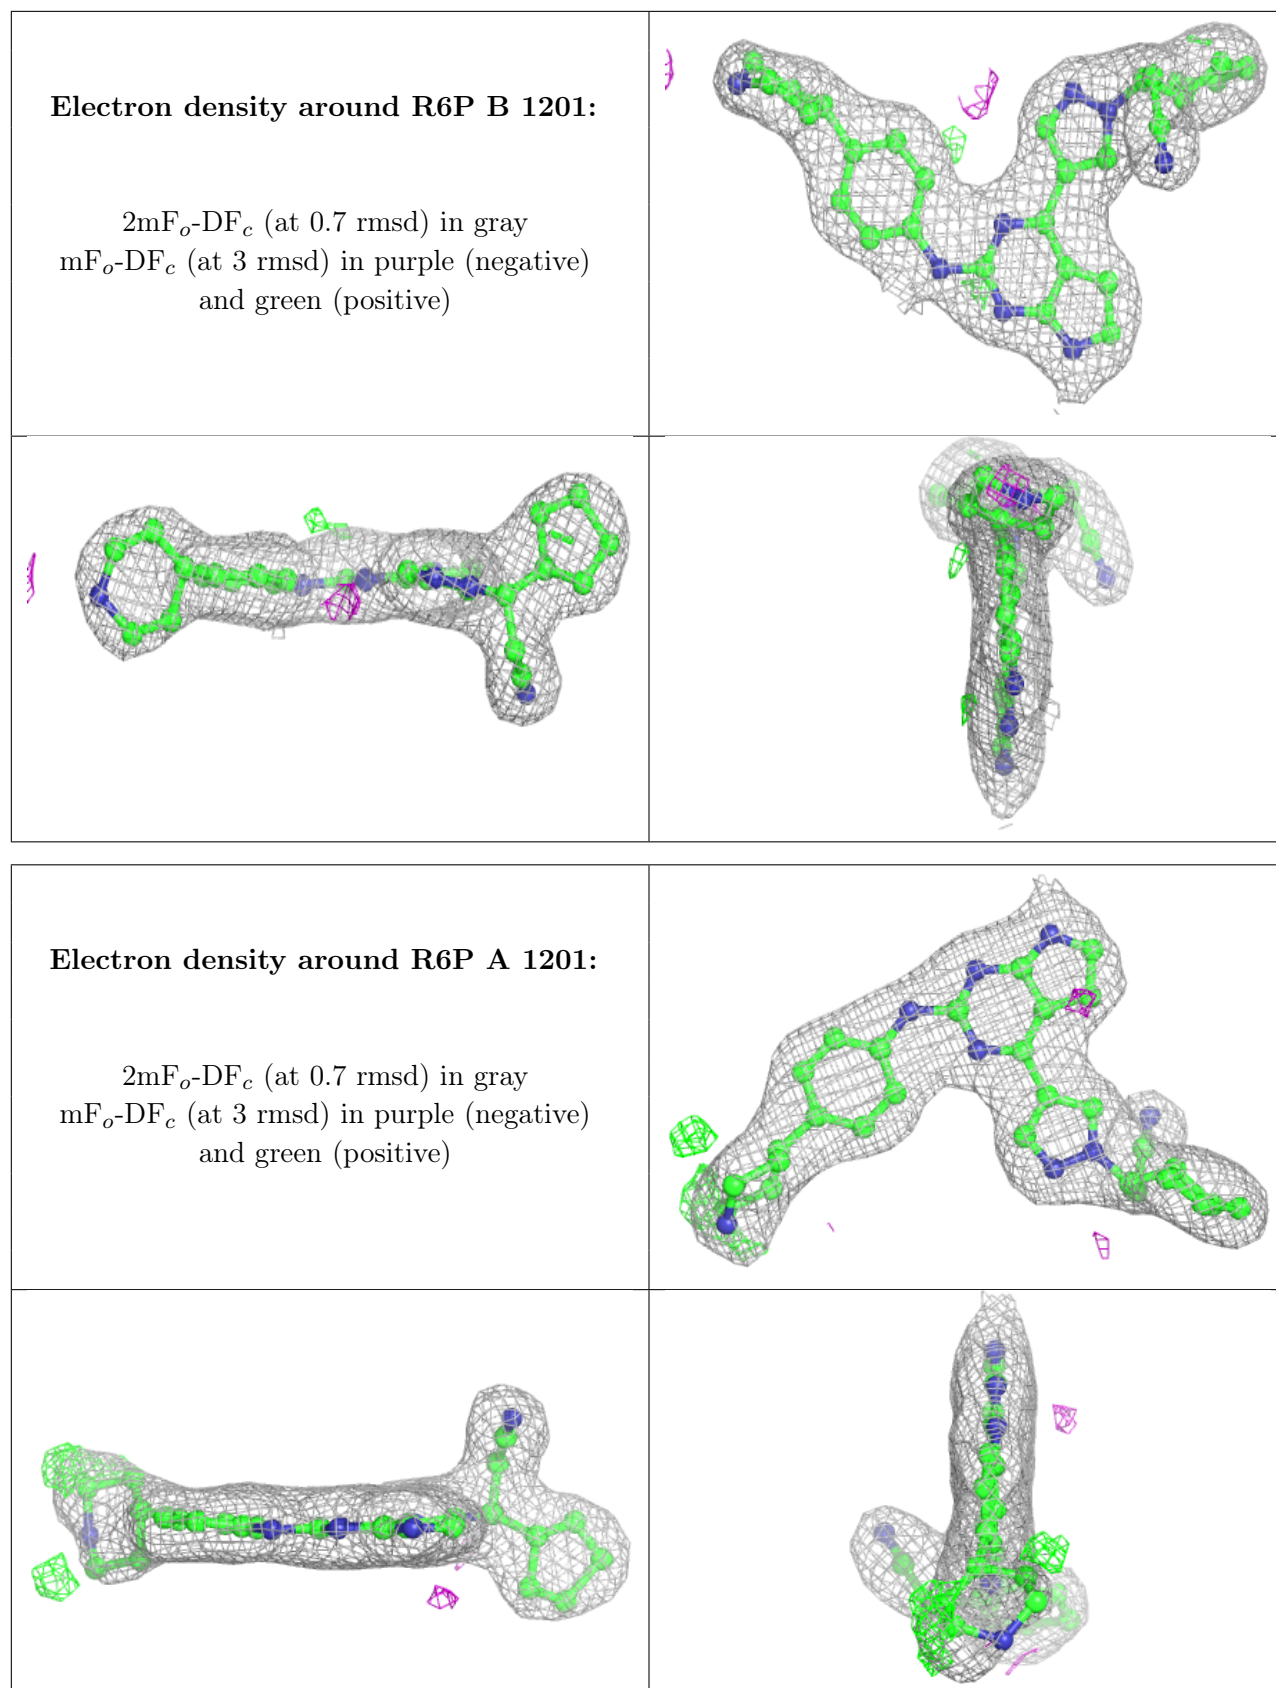 Electron density around R6P B 1201:
2mFo-DFc (at 0.7 rmsd) in gray
mFo-DFc (at 3 rmsd) in purple (negative)
and green (positive)
Electron density around R6P A 1201:
2mFo-DFc (at 0.7 rmsd) in gray
mFo-DFc (at 3 rmsd) in purple (negative)
and green (positive)